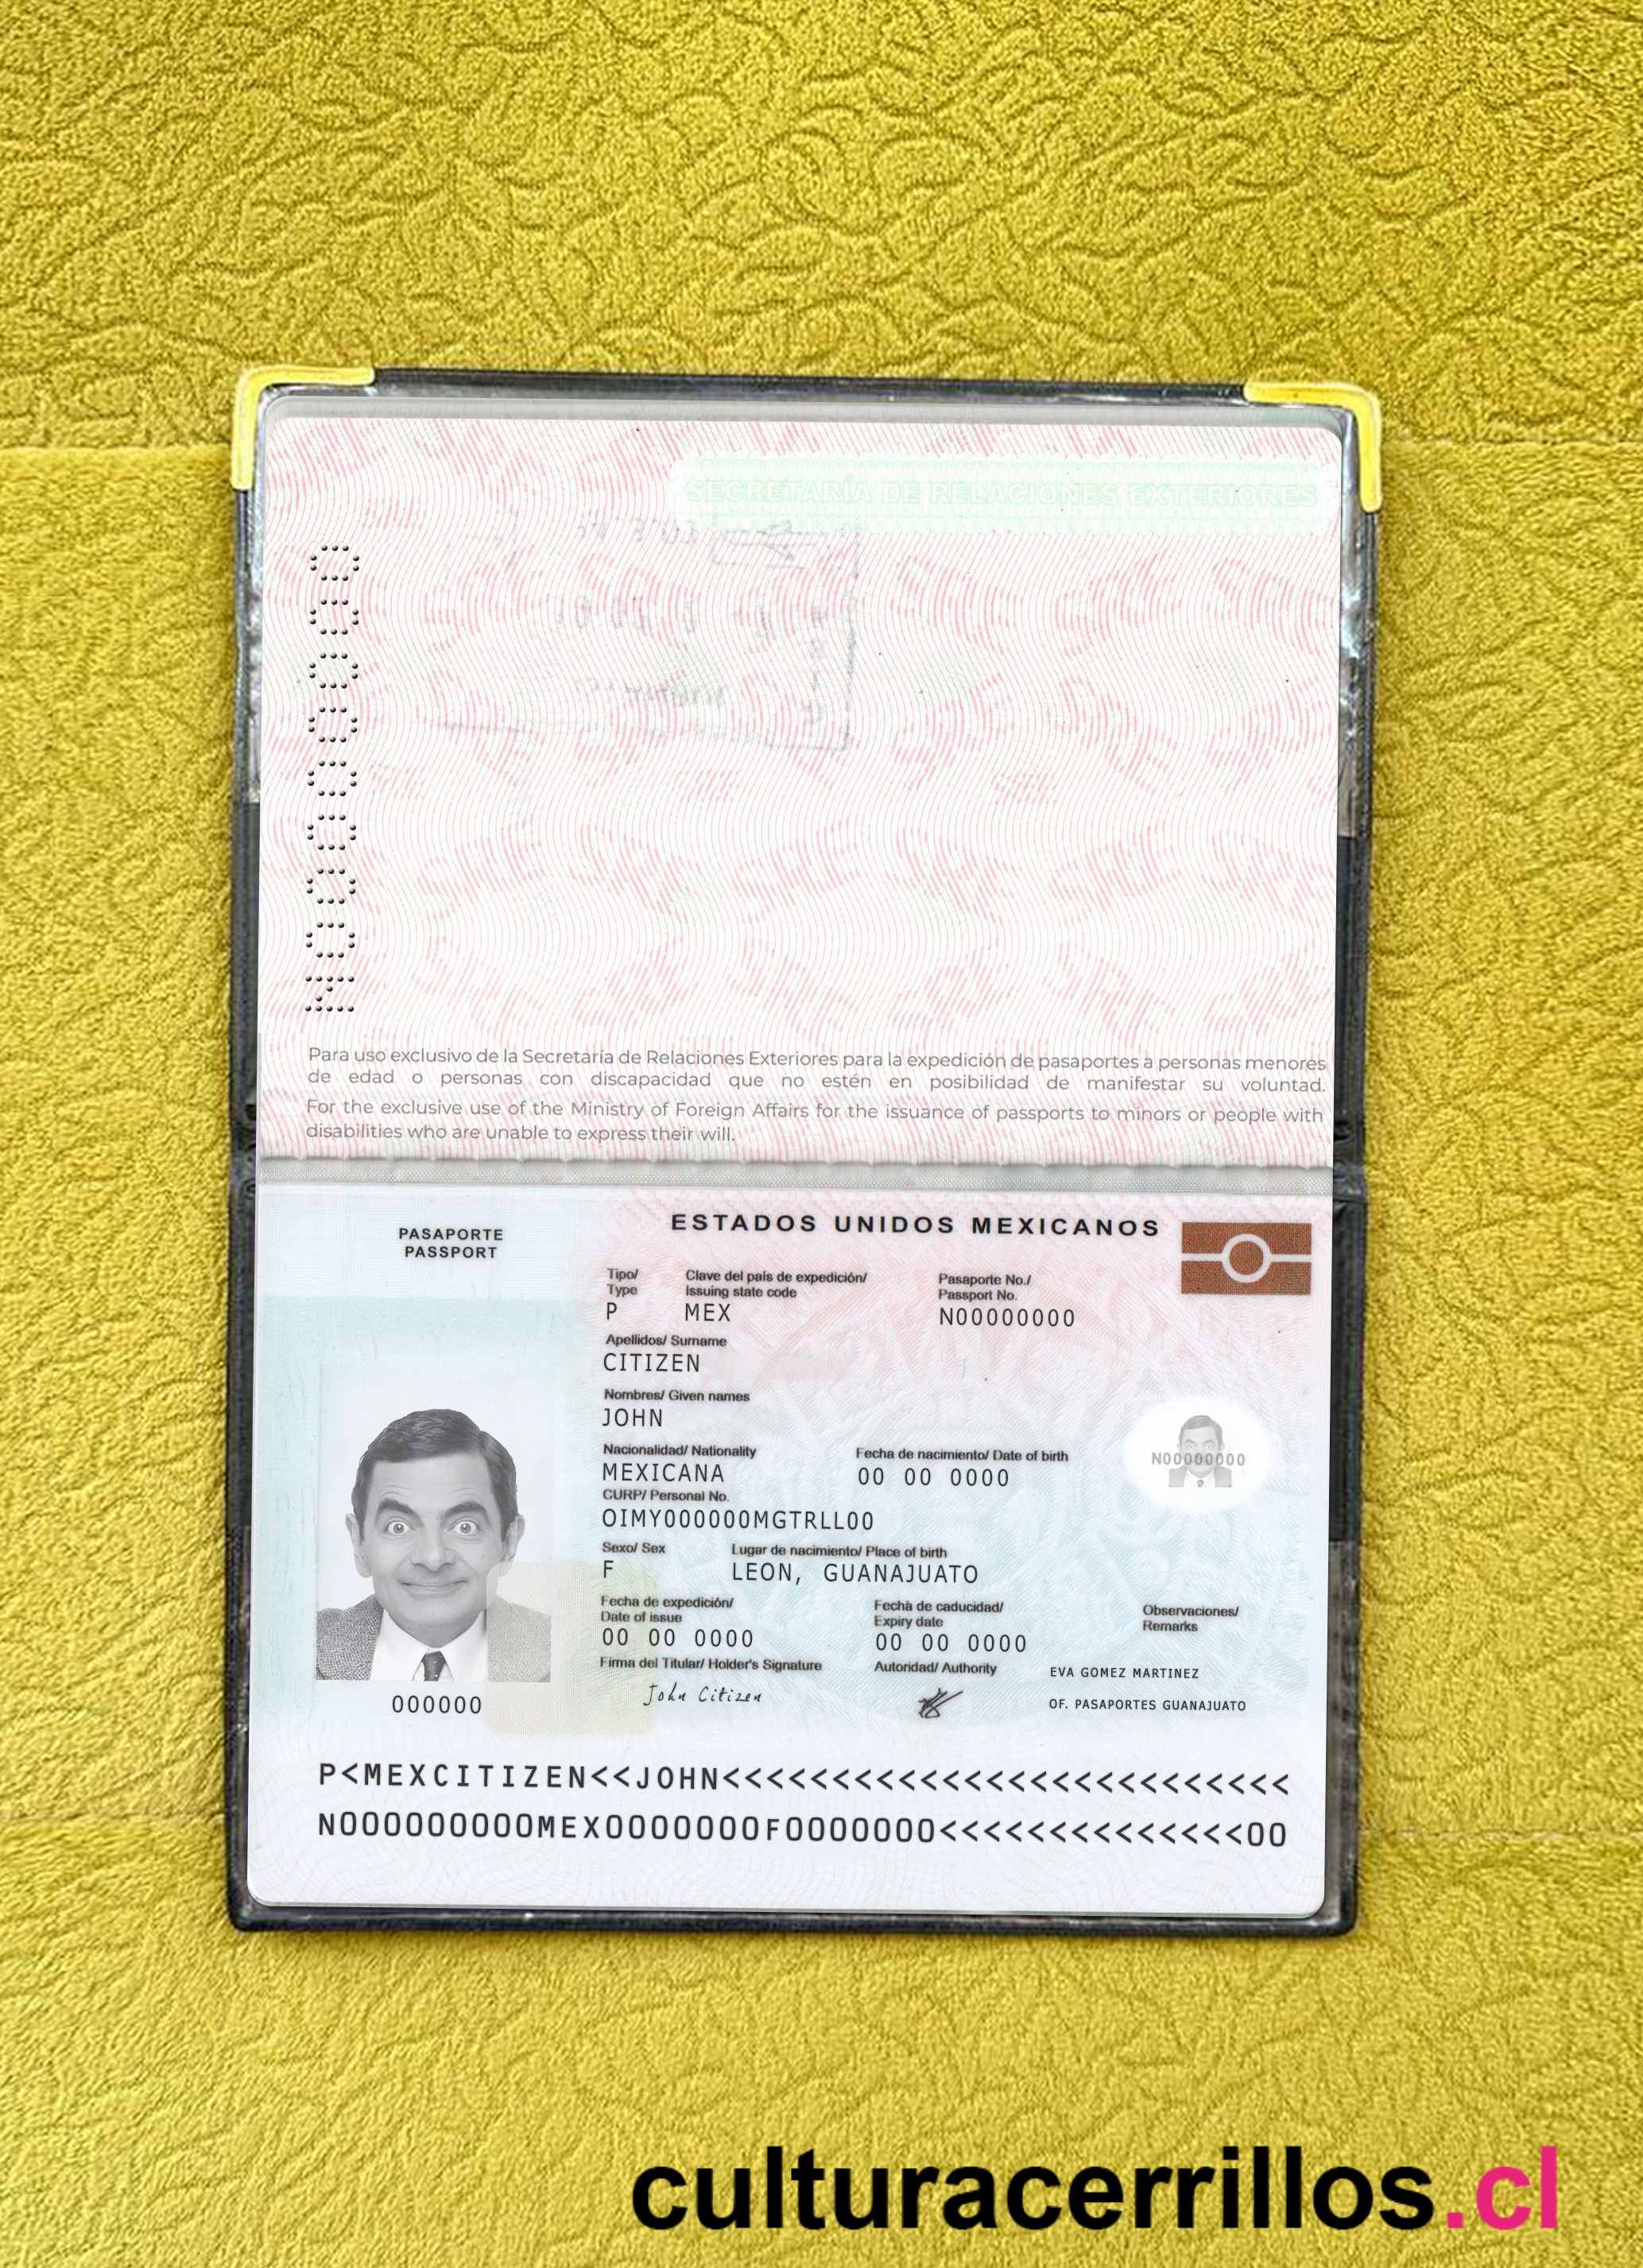 SECRETARÍA DE RELACIONES EXTERIORES
N00000000
Para uso exclusivo de la Secretaría de Relaciones Exteriores para la expedición de pasaportes a personas menores
de edad o personas con discapacidad que no estén en posibilidad de manifestar su voluntad.
For the exclusive use of the Ministry of Foreign Affairs for the issuance of passports to minors or people with
disabilities who are unable to express their will.
PASAPORTE
PASSPORT
ESTADOS UNIDOS MEXICANOS
Tipo/ Clave del país de expedición/ Pasaporte No./
Type Issuing state code Passport No.
P MEX N00000000
Apellidos/ Surname
CITIZEN
Nombres/ Given names
JOHN
Nacionalidad/ Nationality Fecha de nacimiento/ Date of birth
MEXICANA 00 00 0000
N00000000
CURP/ Personal No.
OIMY000000MGTRLL00
Sexo/ Sex Lugar de nacimiento/ Place of birth
F LEON, GUANAJUATO
Fecha de expedición/ Fecha de caducidad/ Observaciones/
Date of issue Expiry date Remarks
00 00 0000 00 00 0000
Firma del Titular/ Holder's Signature Autoridad/ Authority EVA GOMEZ MARTINEZ
John Citizen OF. PASAPORTES GUANAJUATO
000000
P<MEXCITIZEN<<JOHN<<<<<<<<<<<<<<<<<<<<<<<<<<
N000000000MEX0000000F0000000<<<<<<<<<<<<<<00
culturacerrillos.cl